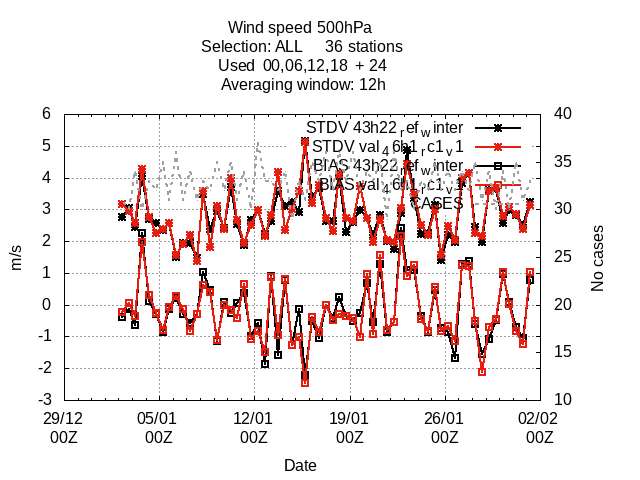 Wind speed 500hPa
Selection: ALL 36 stations
Used 00,06,12,18 + 24
Averaging window: 12h
STDV 43h22_ref_winter
STDV val_46h1_rc1_v1
BIAS 43h22_ref_winter
BIAS val_46h1_rc1_v1
CASES
6
5
4
3
2
1
0
-1
-2
-3
40
35
30
25
20
15
10
m/s
No cases
29/12 05/01 12/01 19/01 26/01 02/02
00Z 00Z 00Z 00Z 00Z 00Z
Date